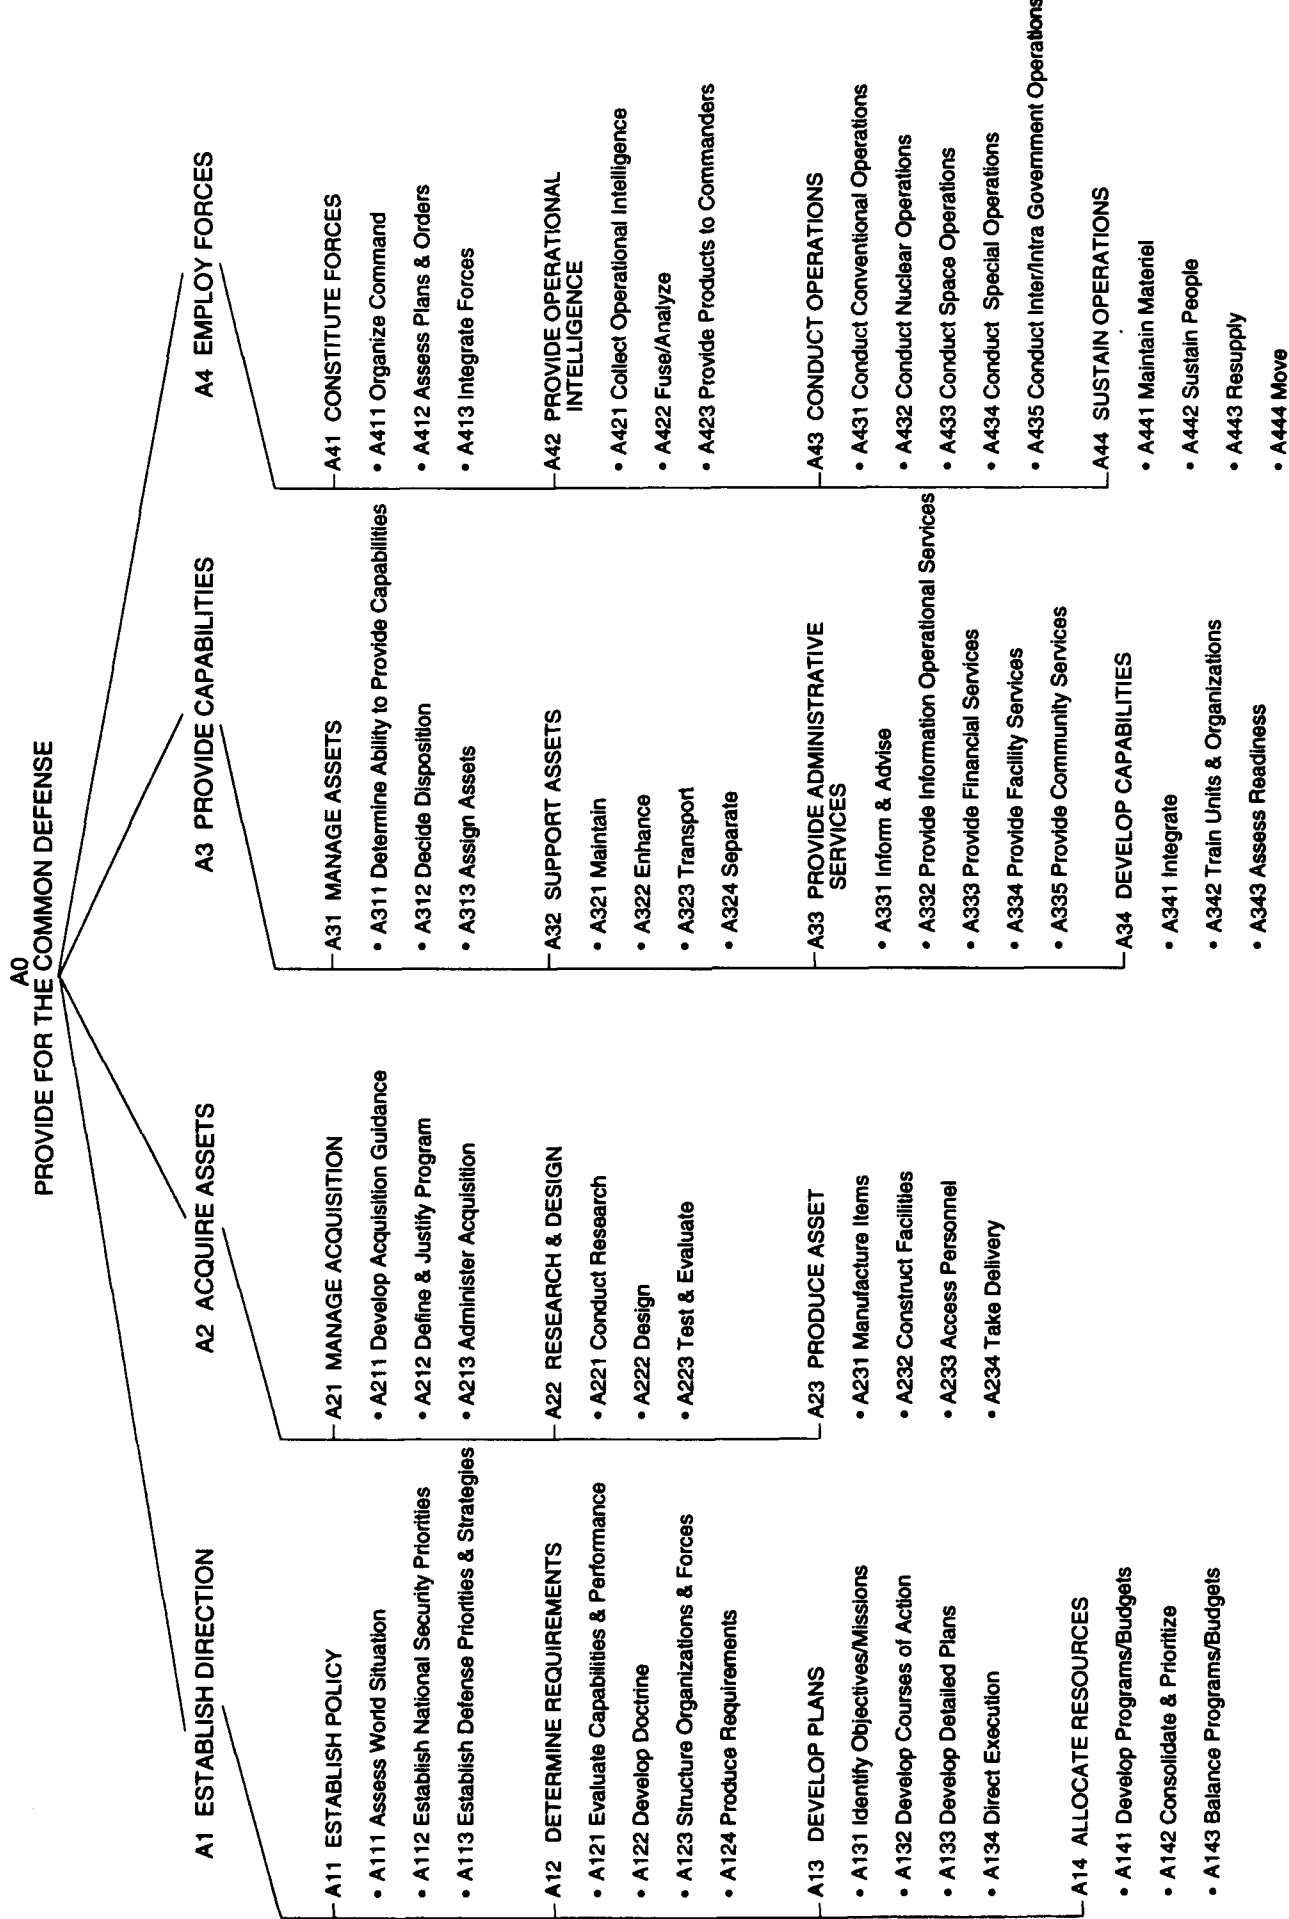 A0
PROVIDE FOR THE COMMON DEFENSE
A1 ESTABLISH DIRECTION
A11 ESTABLISH POLICY
• A111 Assess World Situation
• A112 Establish National Security Priorities
• A113 Establish Defense Priorities & Strategies
A12 DETERMINE REQUIREMENTS
• A121 Evaluate Capabilities & Performance
• A122 Develop Doctrine
• A123 Structure Organizations & Forces
• A124 Produce Requirements
A13 DEVELOP PLANS
• A131 Identify Objectives/Missions
• A132 Develop Courses of Action
• A133 Develop Detailed Plans
• A134 Direct Execution
A14 ALLOCATE RESOURCES
• A141 Develop Programs/Budgets
• A142 Consolidate & Prioritize
• A143 Balance Programs/Budgets
A2 ACQUIRE ASSETS
A21 MANAGE ACQUISITION
• A211 Develop Acquisition Guidance
• A212 Define & Justify Program
• A213 Administer Acquisition
A22 RESEARCH & DESIGN
• A221 Conduct Research
• A222 Design
• A223 Test & Evaluate
A23 PRODUCE ASSET
• A231 Manufacture Items
• A232 Construct Facilities
• A233 Access Personnel
• A234 Take Delivery
A3 PROVIDE CAPABILITIES
A31 MANAGE ASSETS
• A311 Determine Ability to Provide Capabilities
• A312 Decide Disposition
• A313 Assign Assets
A32 SUPPORT ASSETS
• A321 Maintain
• A322 Enhance
• A323 Transport
• A324 Separate
A33 PROVIDE ADMINISTRATIVE
SERVICES
• A331 Inform & Advise
• A332 Provide Information Operational Services
• A333 Provide Financial Services
• A334 Provide Facility Services
• A335 Provide Community Services
A34 DEVELOP CAPABILITIES
• A341 Integrate
• A342 Train Units & Organizations
• A343 Assess Readiness
A4 EMPLOY FORCES
A41 CONSTITUTE FORCES
• A411 Organize Command
• A412 Assess Plans & Orders
• A413 Integrate Forces
A42 PROVIDE OPERATIONAL
INTELLIGENCE
• A421 Collect Operational Intelligence
• A422 Fuse/Analyze
• A423 Provide Products to Commanders
A43 CONDUCT OPERATIONS
• A431 Conduct Conventional Operations
• A432 Conduct Nuclear Operations
• A433 Conduct Space Operations
• A434 Conduct Special Operations
• A435 Conduct Inter/Intra Government Operations
A44 SUSTAIN OPERATIONS
• A441 Maintain Materiel
• A442 Sustain People
• A443 Resupply
• A444 Move